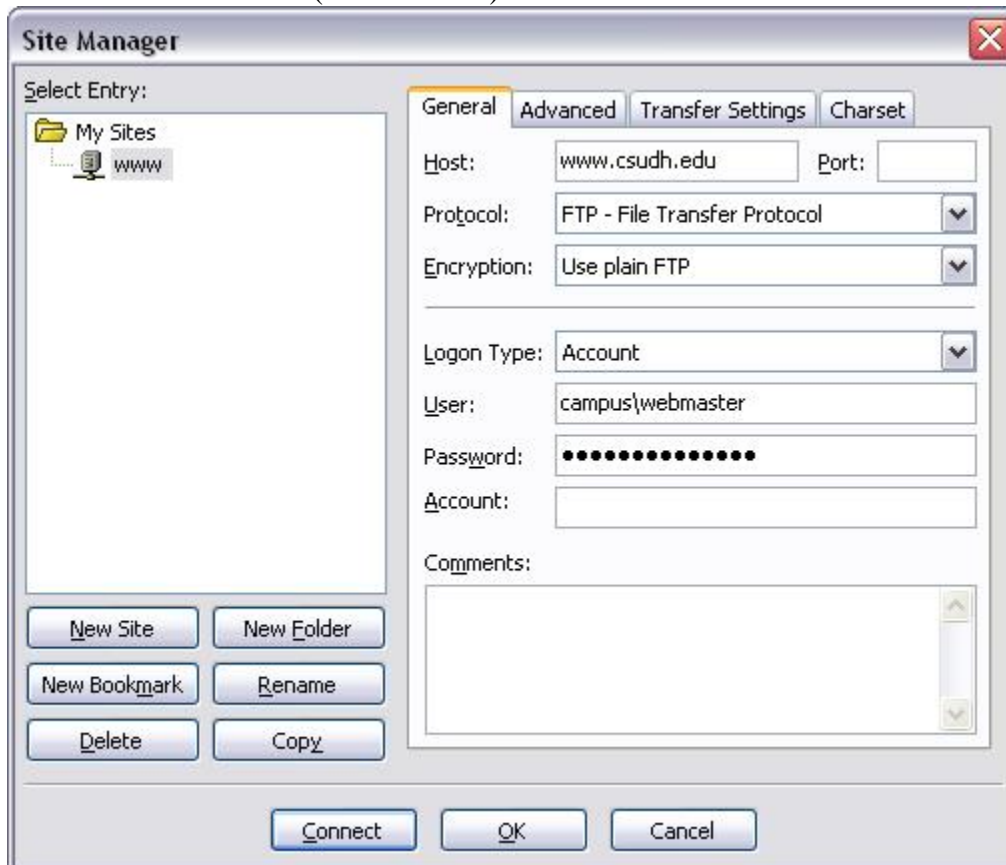 Site Manager
Select Entry:
My Sites
www
New Site New Folder
New Bookmark Rename
Delete Copy
General Advanced Transfer Settings Charset
Host: www.csudh.edu Port:
Protocol: FTP - File Transfer Protocol
Encryption: Use plain FTP
Logon Type: Account
User: campus\webmaster
Password: ●●●●●●●●●●●●●●
Account:
Comments:
Connect OK Cancel